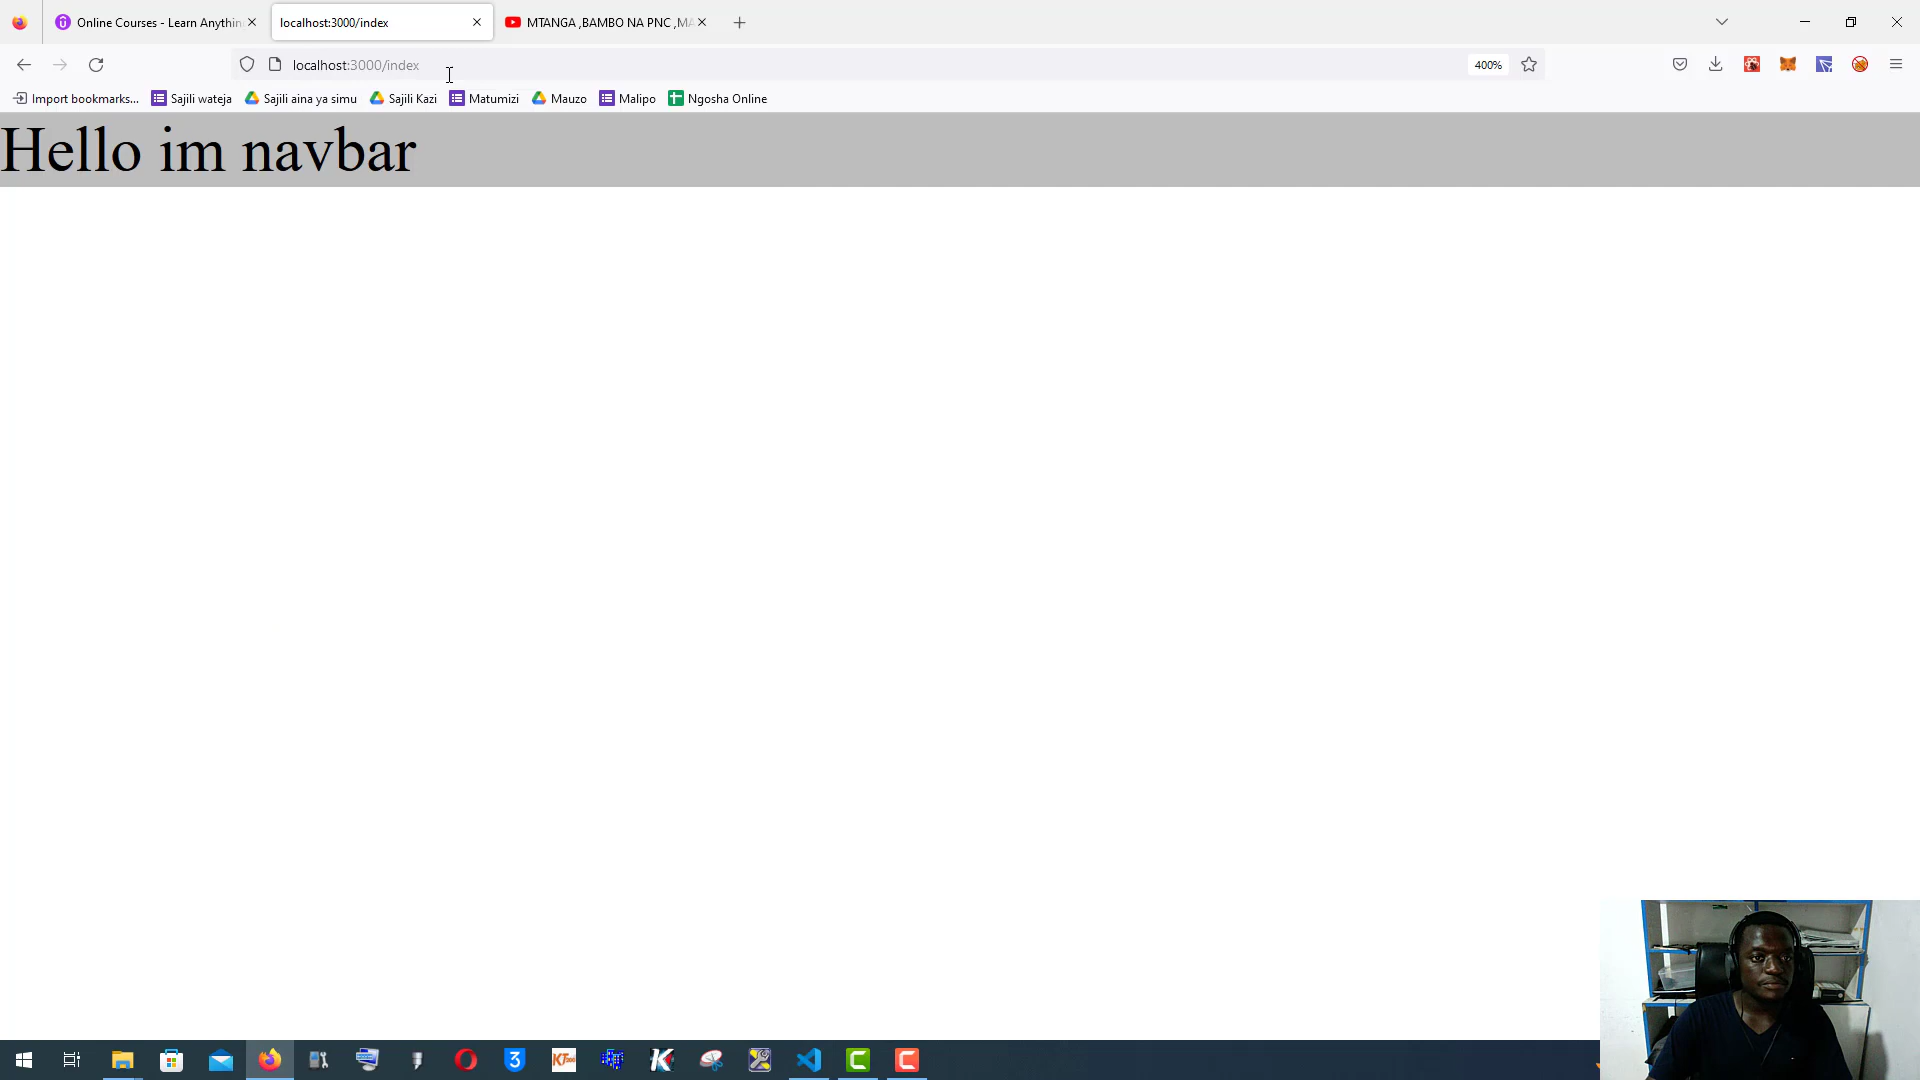 Online Courses - Learn Anythin
localhost:3000/index
MTANGA ,BAMBO NA PNC ,MA
localhost:3000/index
400%
Import bookmarks...
Sajili wateja
Sajili aina ya simu
Sajili Kazi
Matumizi
Mauzo
Malipo
Ngosha Online
Hello im navbar